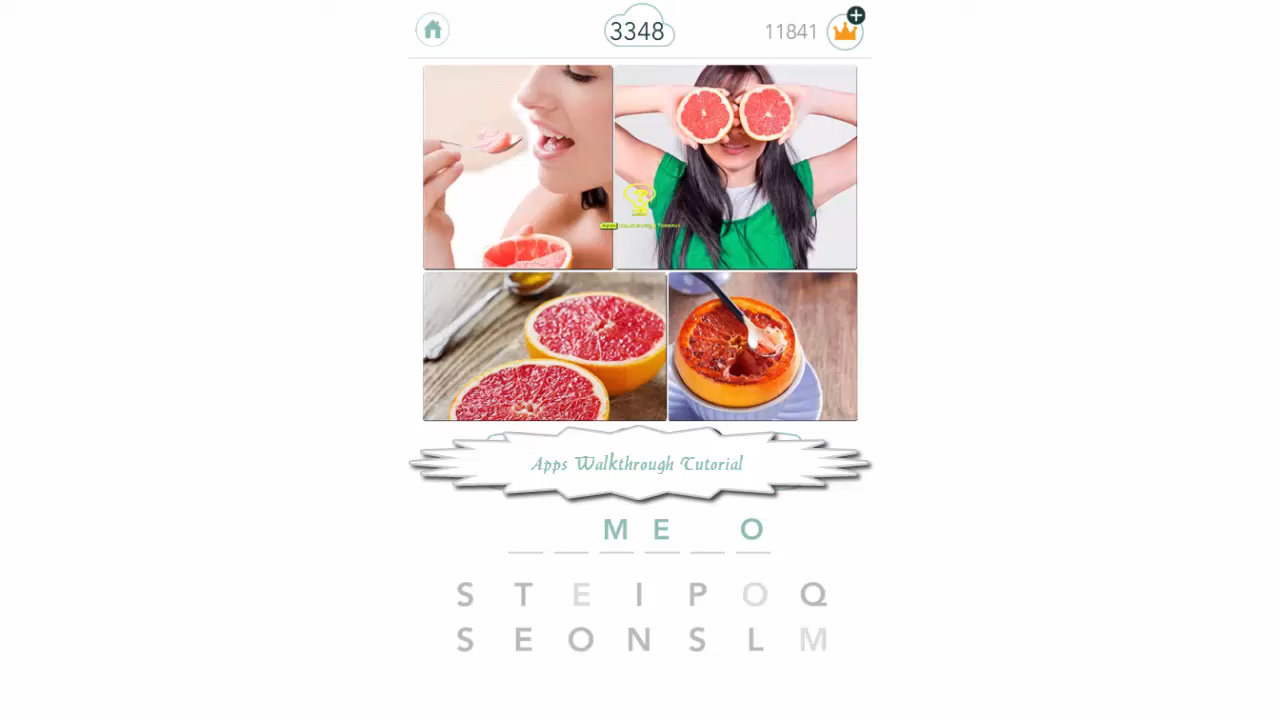 3348
11841
Apps Walkthrough Tutorial
M E O
S T E I P O Q
S E O N S L M